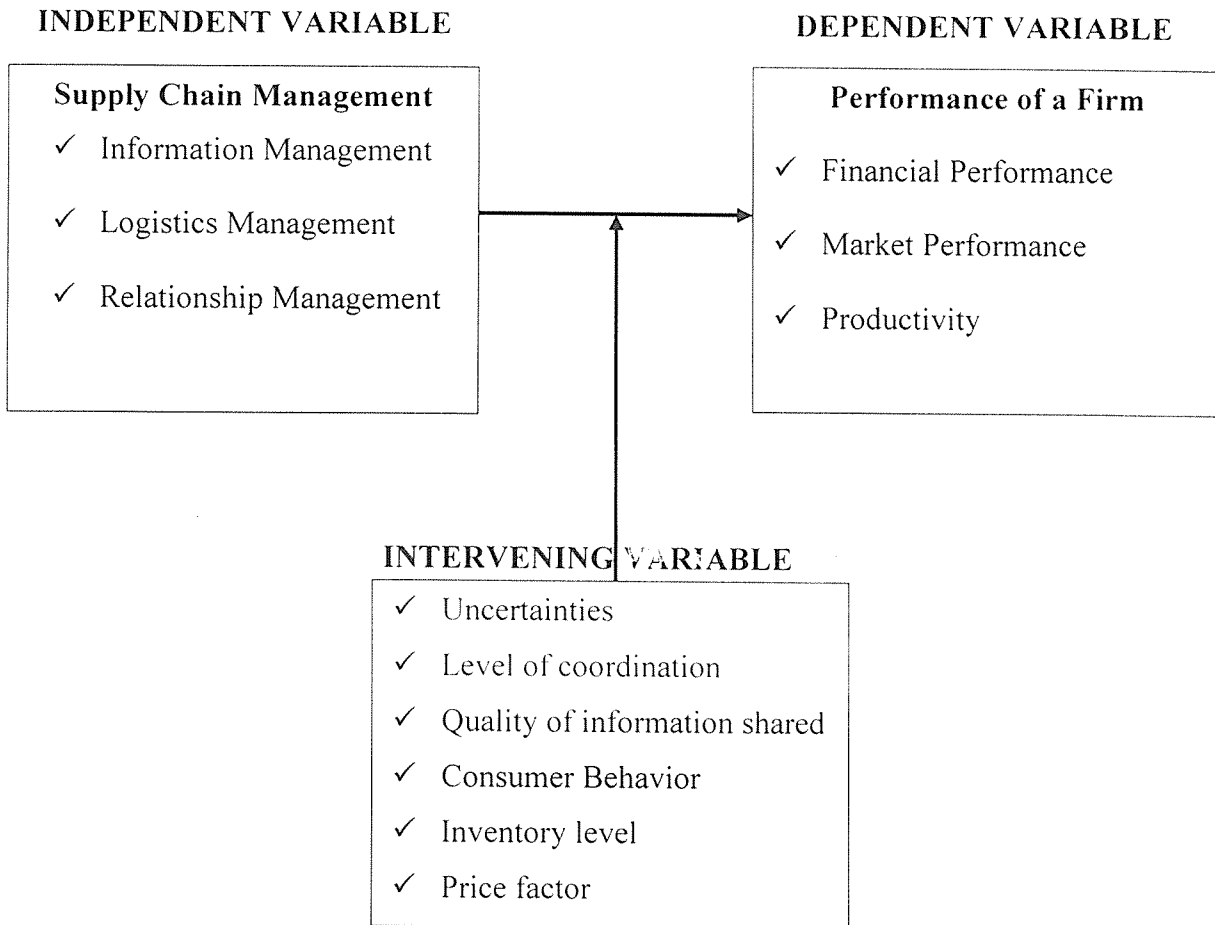 INDEPENDENT VARIABLE
Supply Chain Management
✓ Information Management
✓ Logistics Management
✓ Relationship Management
DEPENDENT VARIABLE
Performance of a Firm
✓ Financial Performance
✓ Market Performance
✓ Productivity
INTERVENING VARIABLE
✓ Uncertainties
✓ Level of coordination
✓ Quality of information shared
✓ Consumer Behavior
✓ Inventory level
✓ Price factor